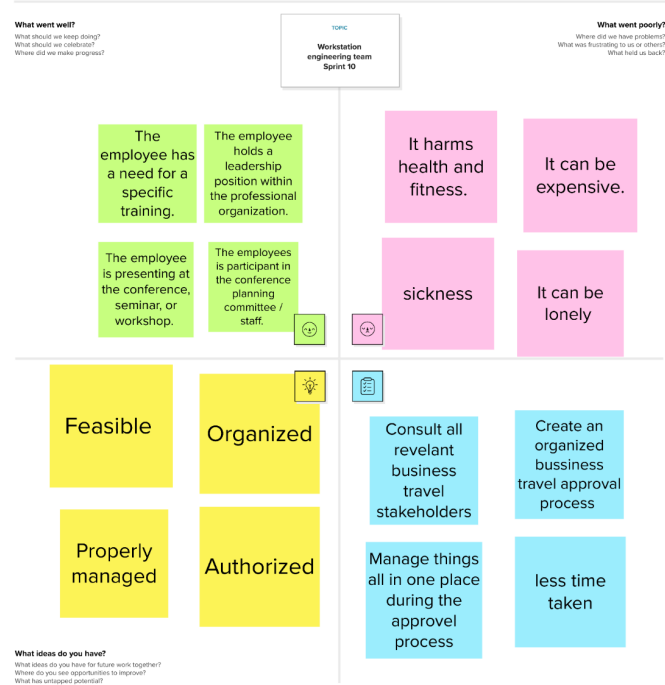 What went well?
What should we keep doing?
What should we celebrate?
Where did we make progress?
TOPIC
Workstation
engineering team
Sprint 10
What went poorly?
Where did we have problems?
What was frustrating to us or others?
What held us back?
The
employee has
a need for a
specific
training.
The employee
holds a
leadership
position within
the professional
organization.
The employee
is presenting at
the conference,
seminar, or
workshop.
The employees
is participant in
the conference
planning
committee /
staff.
It harms
health and
fitness.
It can be
expensive.
sickness
It can be
lonely
Feasible
Organized
Properly
managed
Authorized
Consult all
revelant
business
travel
stakeholders
Create an
organized
bussiness
travel approval
process
Manage things
all in one place
during the
approvel
process
less time
taken
What ideas do you have?
What ideas do you have for future work together?
Where do you see opportunities to improve?
What has untapped potential?